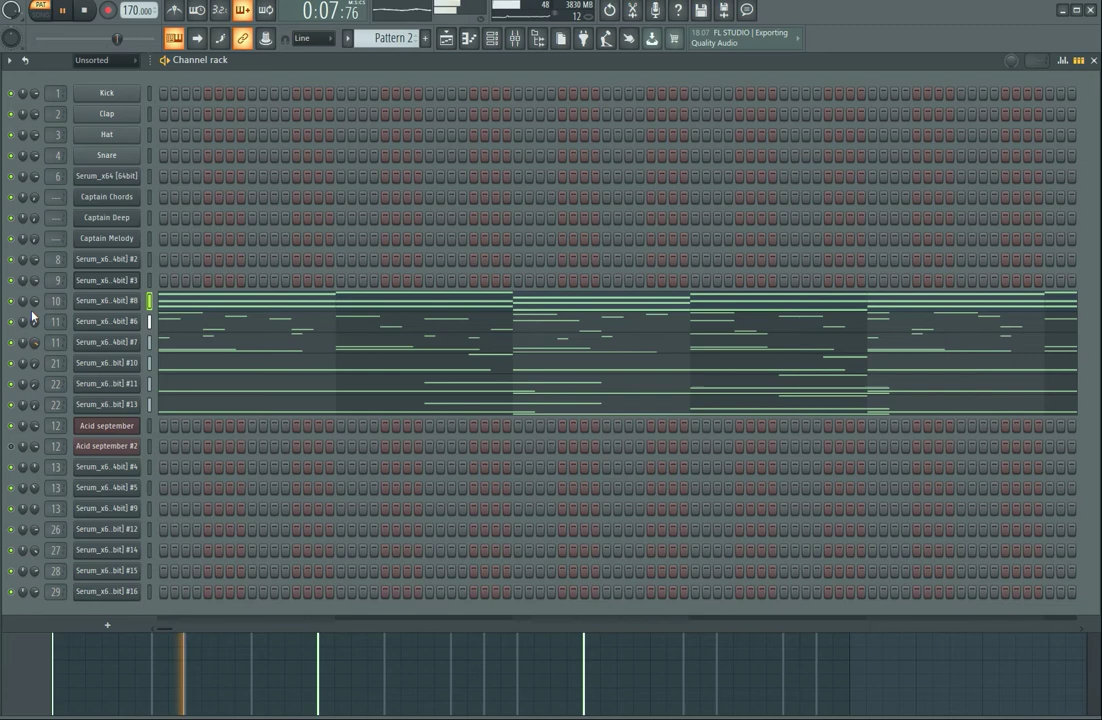 PAT
170.000
3.2.1
0:07:76
48
3830 MB
12
Line
Pattern 2
18.07 FL STUDIO | Exporting
Quality Audio
Unsorted
Channel rack
1 Kick
2 Clap
3 Hat
4 Snare
6 Serum_x64 [64bit]
Captain Chords
Captain Deep
Captain Melody
8 Serum_x6..4bit] #2
9 Serum_x6..4bit] #3
10 Serum_x6..4bit] #8
11 Serum_x6..4bit] #6
11 Serum_x6..4bit] #7
21 Serum_x6..bit] #10
22 Serum_x6..bit] #11
22 Serum_x6..bit] #13
12 Acid september
12 Acid september #2
13 Serum_x6..4bit] #4
13 Serum_x6..4bit] #5
13 Serum_x6..4bit] #9
26 Serum_x6..bit] #12
27 Serum_x6..bit] #14
28 Serum_x6..bit] #15
29 Serum_x6..bit] #16